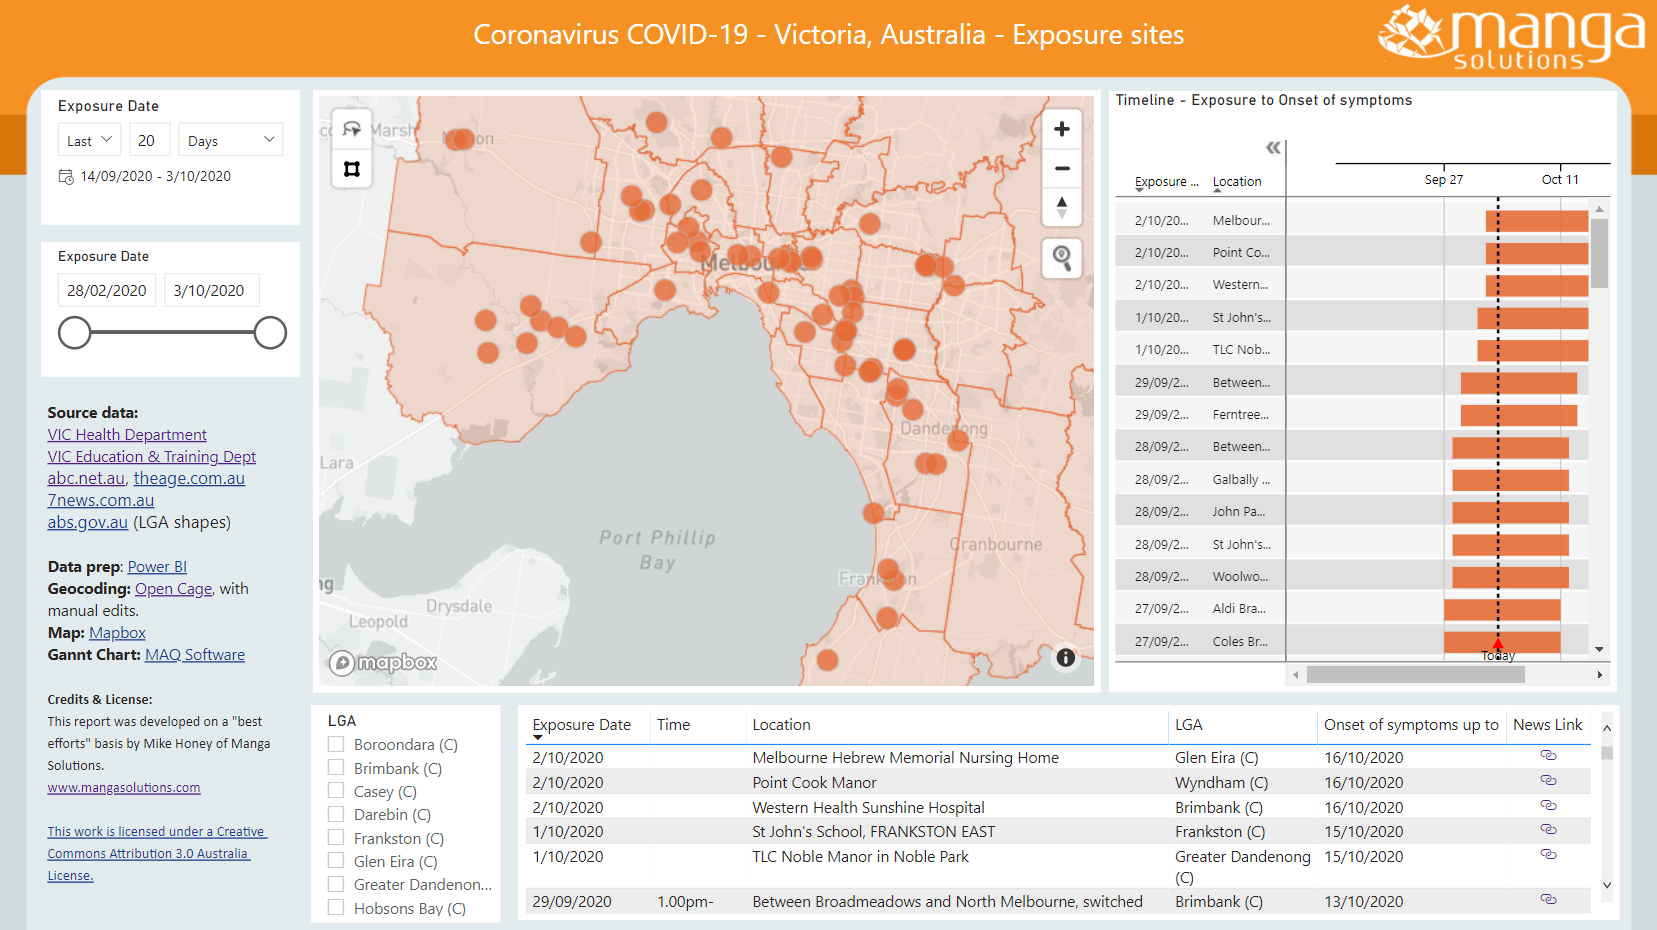 Coronavirus COVID-19 - Victoria, Australia - Exposure sites
manga
solutions
Exposure Date
Last 20 Days
14/09/2020 - 3/10/2020
Exposure Date
28/02/2020 3/10/2020
Source data:
VIC Health Department
VIC Education & Training Dept
abc.net.au, theage.com.au
7news.com.au
abs.gov.au (LGA shapes)
Data prep: Power BI
Geocoding: Open Cage, with
manual edits.
Map: Mapbox
Gannt Chart: MAQ Software
Credits & License:
This report was developed on a "best
efforts" basis by Mike Honey of Manga
Solutions.
www.mangasolutions.com
This work is licensed under a Creative
Commons Attribution 3.0 Australia
License.
Marsh
Melbourne
Dandenong
Lara
Port Phillip
Bay
Cranbourne
Frankston
Drysdale
Leopold
mapbox
Timeline - Exposure to Onset of symptoms
Sep 27 Oct 11
Exposure ... Location
2/10/20... Melbour...
2/10/20... Point Co...
2/10/20... Western...
1/10/20... St John's...
1/10/20... TLC Nob...
29/09/2... Between...
29/09/2... Ferntree...
28/09/2... Between...
28/09/2... Galbally ...
28/09/2... John Pa...
28/09/2... St John's...
28/09/2... Woolwo...
27/09/2... Aldi Bra...
27/09/2... Coles Br...
Today
LGA
Boroondara (C)
Brimbank (C)
Casey (C)
Darebin (C)
Frankston (C)
Glen Eira (C)
Greater Dandenon...
Hobsons Bay (C)
Exposure Date Time Location LGA Onset of symptoms up to News Link
2/10/2020 Melbourne Hebrew Memorial Nursing Home Glen Eira (C) 16/10/2020
2/10/2020 Point Cook Manor Wyndham (C) 16/10/2020
2/10/2020 Western Health Sunshine Hospital Brimbank (C) 16/10/2020
1/10/2020 St John's School, FRANKSTON EAST Frankston (C) 15/10/2020
1/10/2020 TLC Noble Manor in Noble Park Greater Dandenong 15/10/2020
(C)
29/09/2020 1.00pm- Between Broadmeadows and North Melbourne, switched Brimbank (C) 13/10/2020